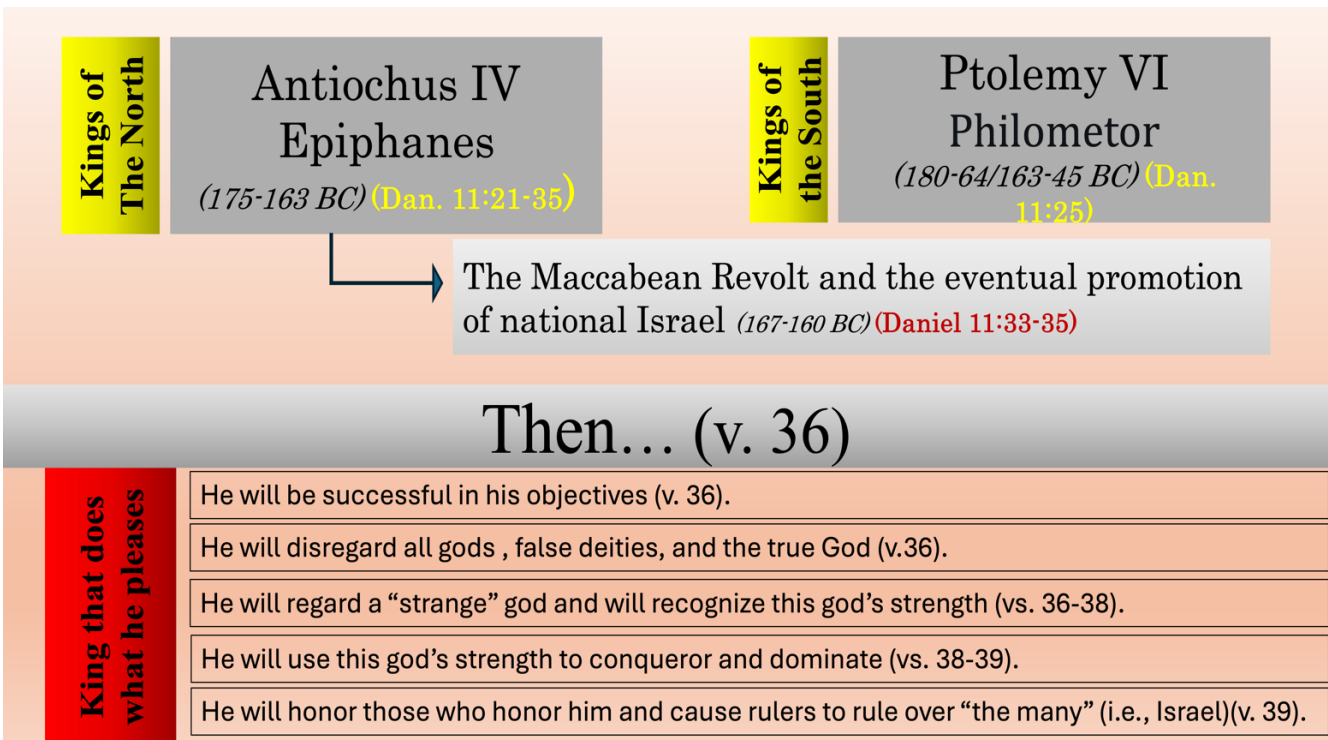 Kings of
The North
Antiochus IV
Epiphanes
(175-163 BC) (Dan. 11:21-35)
Kings of
the South
Ptolemy VI
Philometor
(180-64/163-45 BC) (Dan.
11:25)
The Maccabean Revolt and the eventual promotion
of national Israel (167-160 BC) (Daniel 11:33-35)
Then… (v. 36)
King that does
what he pleases
He will be successful in his objectives (v. 36).
He will disregard all gods , false deities, and the true God (v.36).
He will regard a “strange” god and will recognize this god’s strength (vs. 36-38).
He will use this god’s strength to conqueror and dominate (vs. 38-39).
He will honor those who honor him and cause rulers to rule over “the many” (i.e., Israel)(v. 39).